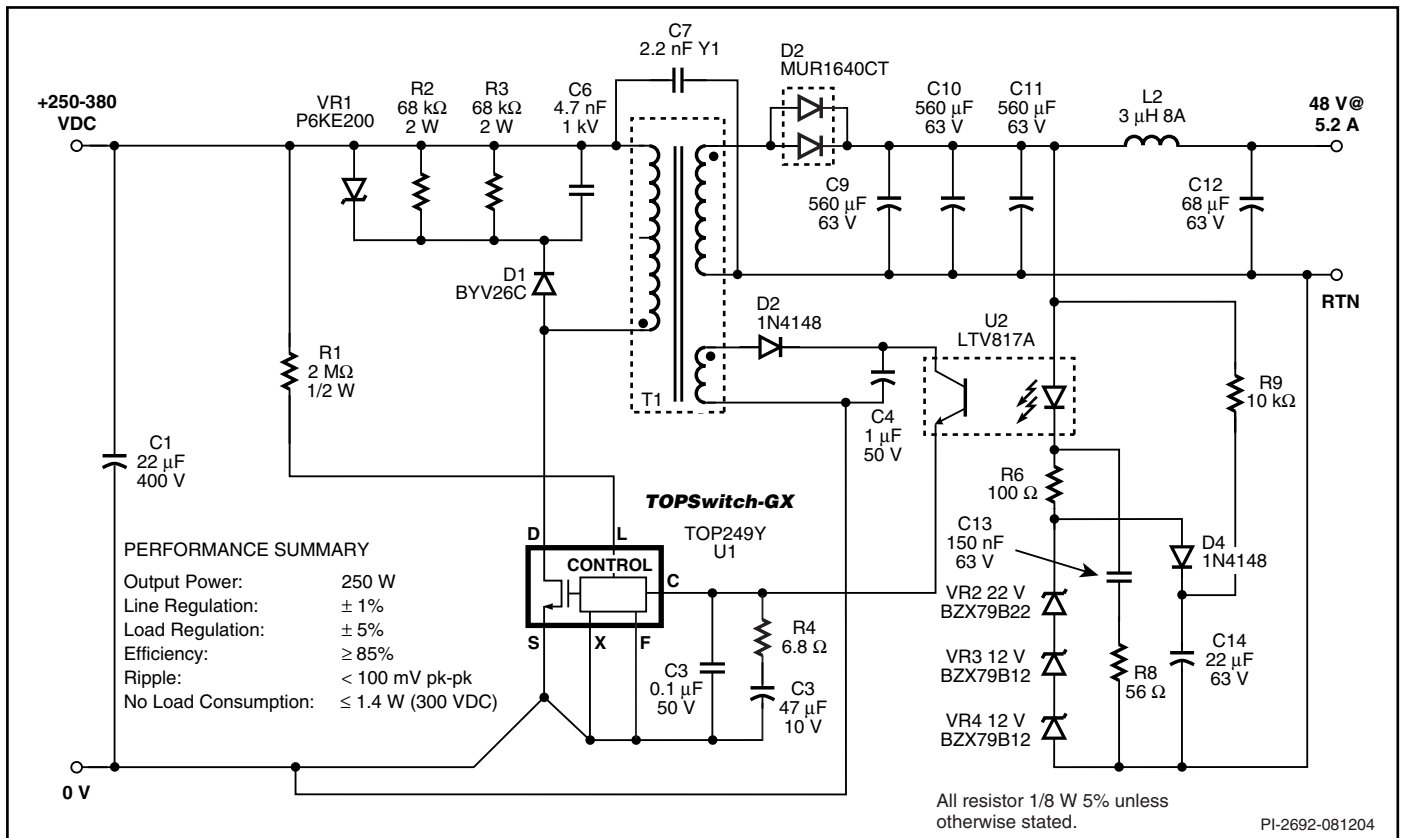 C7
2.2 nF Y1
D2
MUR1640CT
+250-380
VDC
VR1
P6KE200
R2
68 kΩ
2 W
R3
68 kΩ
2 W
C6
4.7 nF
1 kV
C10
560 µF
63 V
C11
560 µF
63 V
L2
3 µH 8A
48 V@
5.2 A
C9
560 µF
63 V
C12
68 µF
63 V
D1
BYV26C
RTN
D2
1N4148
U2
LTV817A
R1
2 MΩ
1/2 W
T1
C4
1 µF
50 V
R9
10 kΩ
C1
22 µF
400 V
R6
100 Ω
TOPSwitch-GX
TOP249Y
U1
D
L
CONTROL
C
S
X
F
C13
150 nF
63 V
D4
1N4148
VR2 22 V
BZX79B22
R4
6.8 Ω
C3
0.1 µF
50 V
C3
47 µF
10 V
VR3 12 V
BZX79B12
R8
56 Ω
C14
22 µF
63 V
VR4 12 V
BZX79B12
PERFORMANCE SUMMARY
Output Power: 250 W
Line Regulation: ± 1%
Load Regulation: ± 5%
Efficiency: ≥ 85%
Ripple: < 100 mV pk-pk
No Load Consumption: ≤ 1.4 W (300 VDC)
0 V
All resistor 1/8 W 5% unless
otherwise stated.
PI-2692-081204